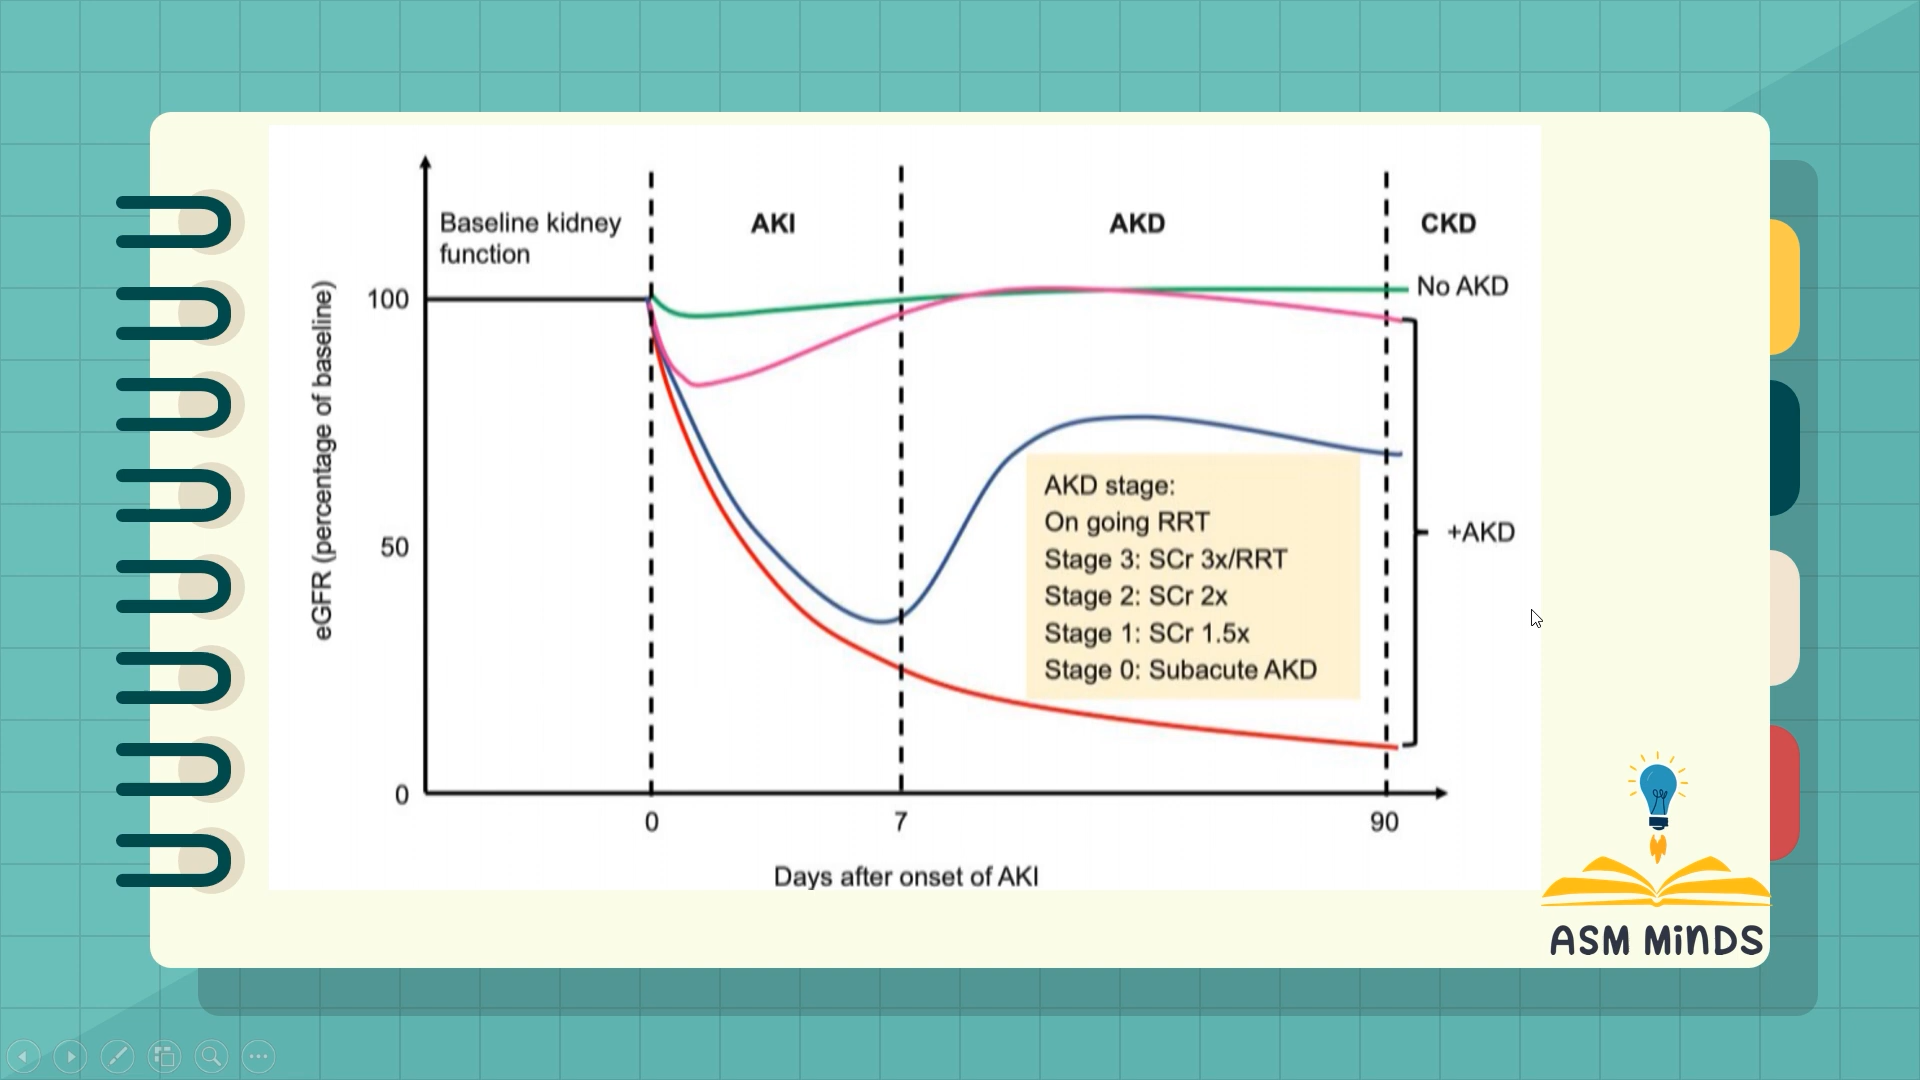 Baseline kidney
function
AKI
AKD
CKD
100
50
0
eGFR (percentage of baseline)
No AKD
+AKD
AKD stage:
On going RRT
Stage 3: SCr 3x/RRT
Stage 2: SCr 2x
Stage 1: SCr 1.5x
Stage 0: Subacute AKD
0
7
90
Days after onset of AKI
ASM MiNDS